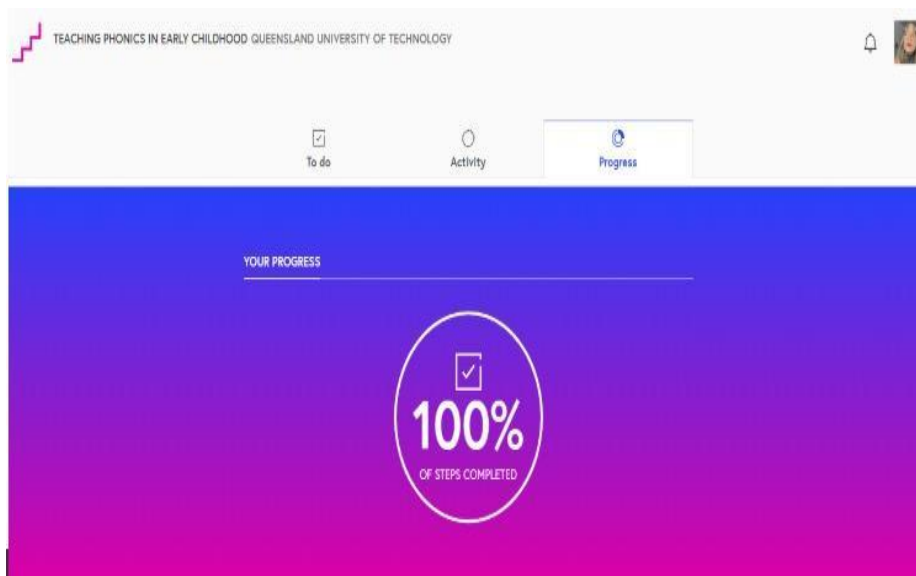 TEACHING PHONICS IN EARLY CHILDHOOD QUEENSLAND UNIVERSITY OF TECHNOLOGY
To do
Activity
Progress
YOUR PROGRESS
100%
OF STEPS COMPLETED